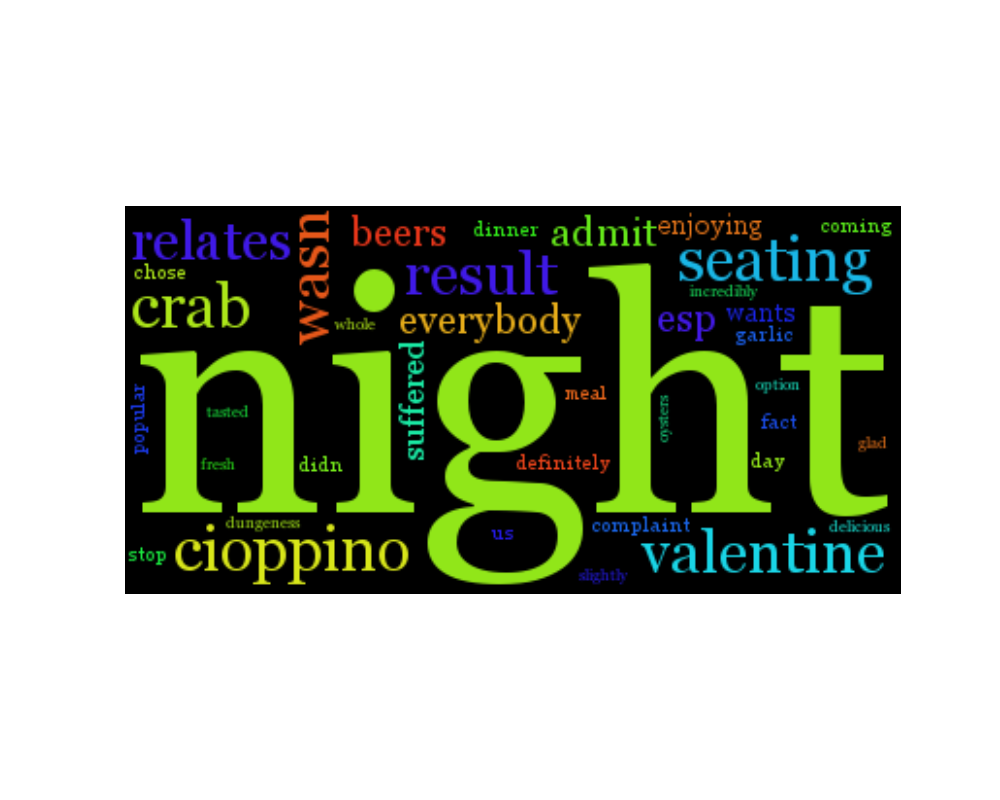 relates
wasn
beers
dinner
admit
enjoying
coming
chose
result
seating
crab
incredibly
whole
everybody
esp
wants
garlic
night
suffered
popular
tasted
meal
oysters
option
fact
glad
fresh
didn
definitely
day
dungeness
us
complaint
delicious
stop
cioppino
valentine
slightly